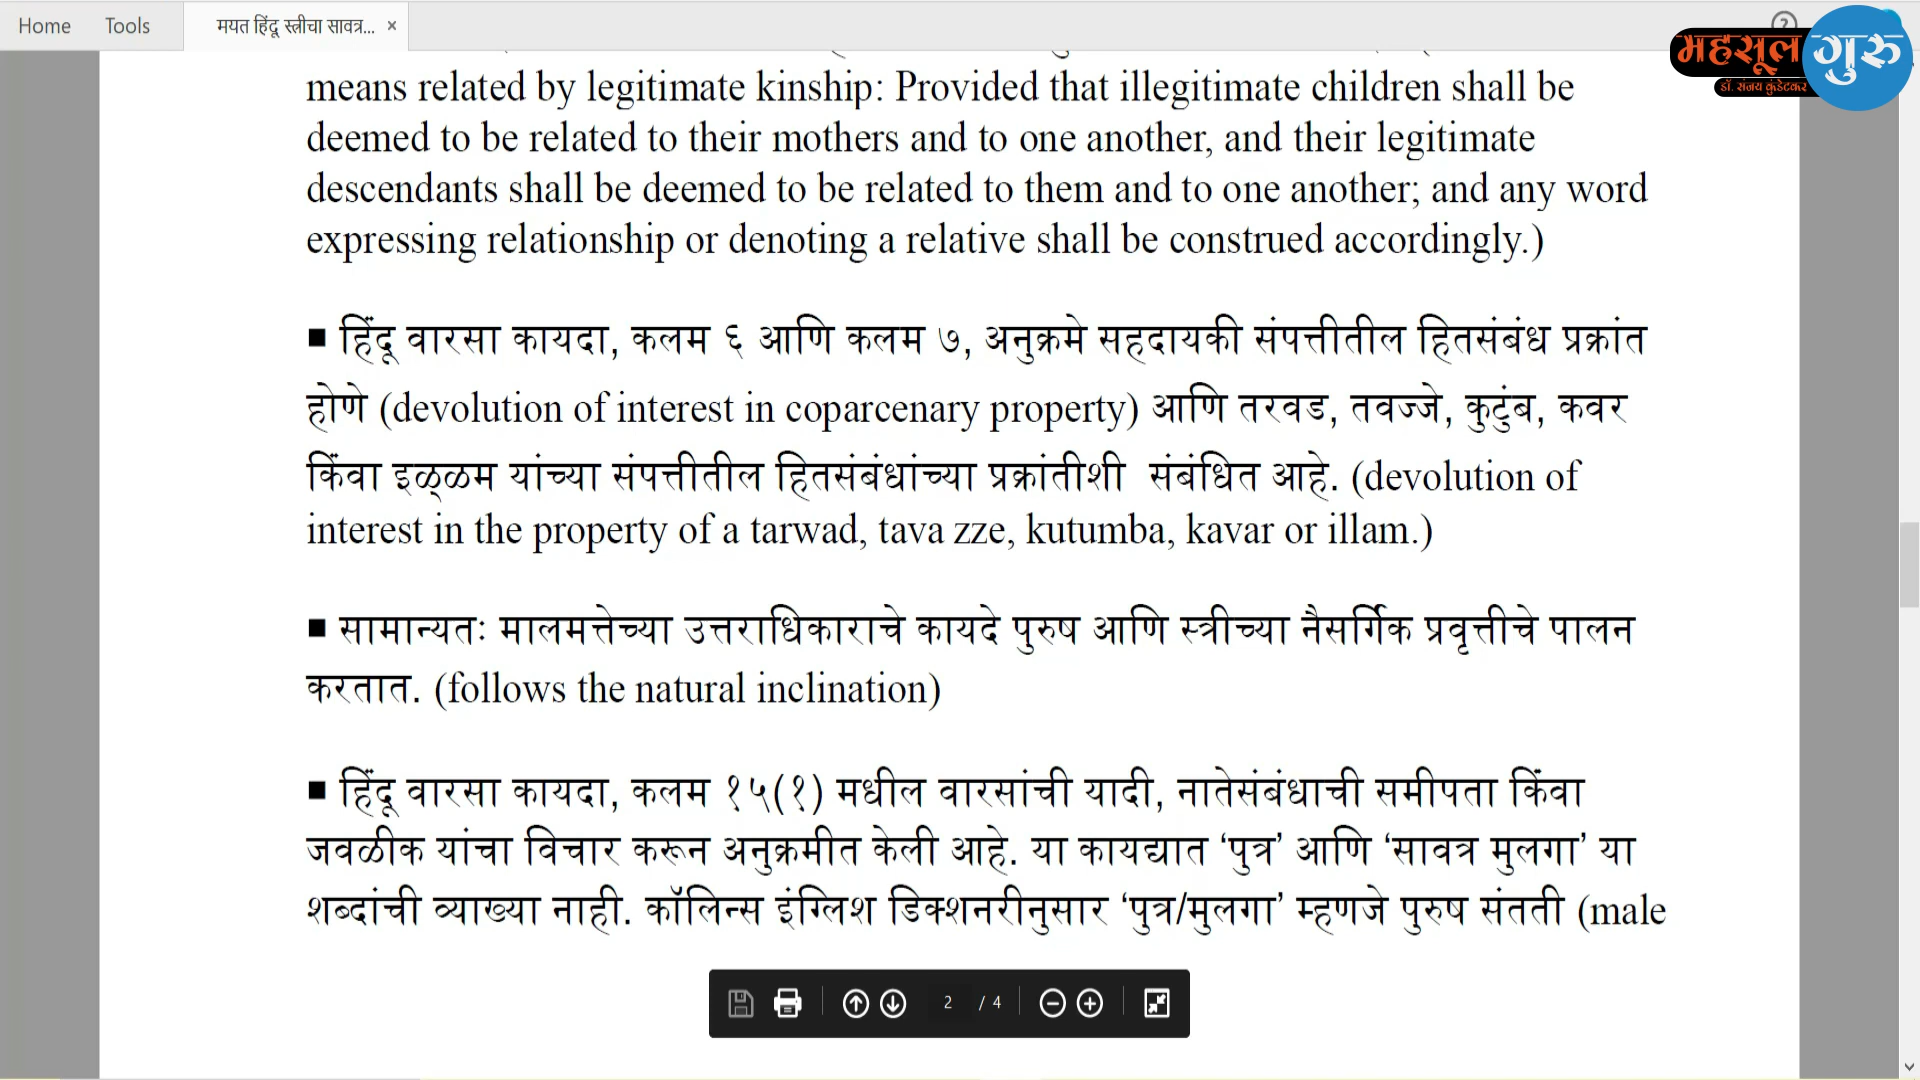 Home Tools मयत हिंदू स्त्रीचा सावत्र... ×
महसूल गुरु
डॉ. संजय कुंडेटकर
means related by legitimate kinship: Provided that illegitimate children shall be
deemed to be related to their mothers and to one another, and their legitimate
descendants shall be deemed to be related to them and to one another; and any word
expressing relationship or denoting a relative shall be construed accordingly.)
■ हिंदू वारसा कायदा, कलम ६ आणि कलम ७, अनुक्रमे सहदायकी संपत्तीतील हितसंबंध प्रक्रांत
होणे (devolution of interest in coparcenary property) आणि तरवड, तवज्जे, कुटुंब, कवर
किंवा इळ्ळम यांच्या संपत्तीतील हितसंबंधांच्या प्रक्रांतीशी संबंधित आहे. (devolution of
interest in the property of a tarwad, tava zze, kutumba, kavar or illam.)
■ सामान्यतः मालमत्तेच्या उत्तराधिकाराचे कायदे पुरुष आणि स्त्रीच्या नैसर्गिक प्रवृत्तीचे पालन
करतात. (follows the natural inclination)
■ हिंदू वारसा कायदा, कलम १५(१) मधील वारसांची यादी, नातेसंबंधाची समीपता किंवा
जवळीक यांचा विचार करून अनुक्रमीत केली आहे. या कायद्यात ‘पुत्र’ आणि ‘सावत्र मुलगा’ या
शब्दांची व्याख्या नाही. कॉलिन्स इंग्लिश डिक्शनरीनुसार ‘पुत्र/मुलगा’ म्हणजे पुरुष संतती (male
2 / 4